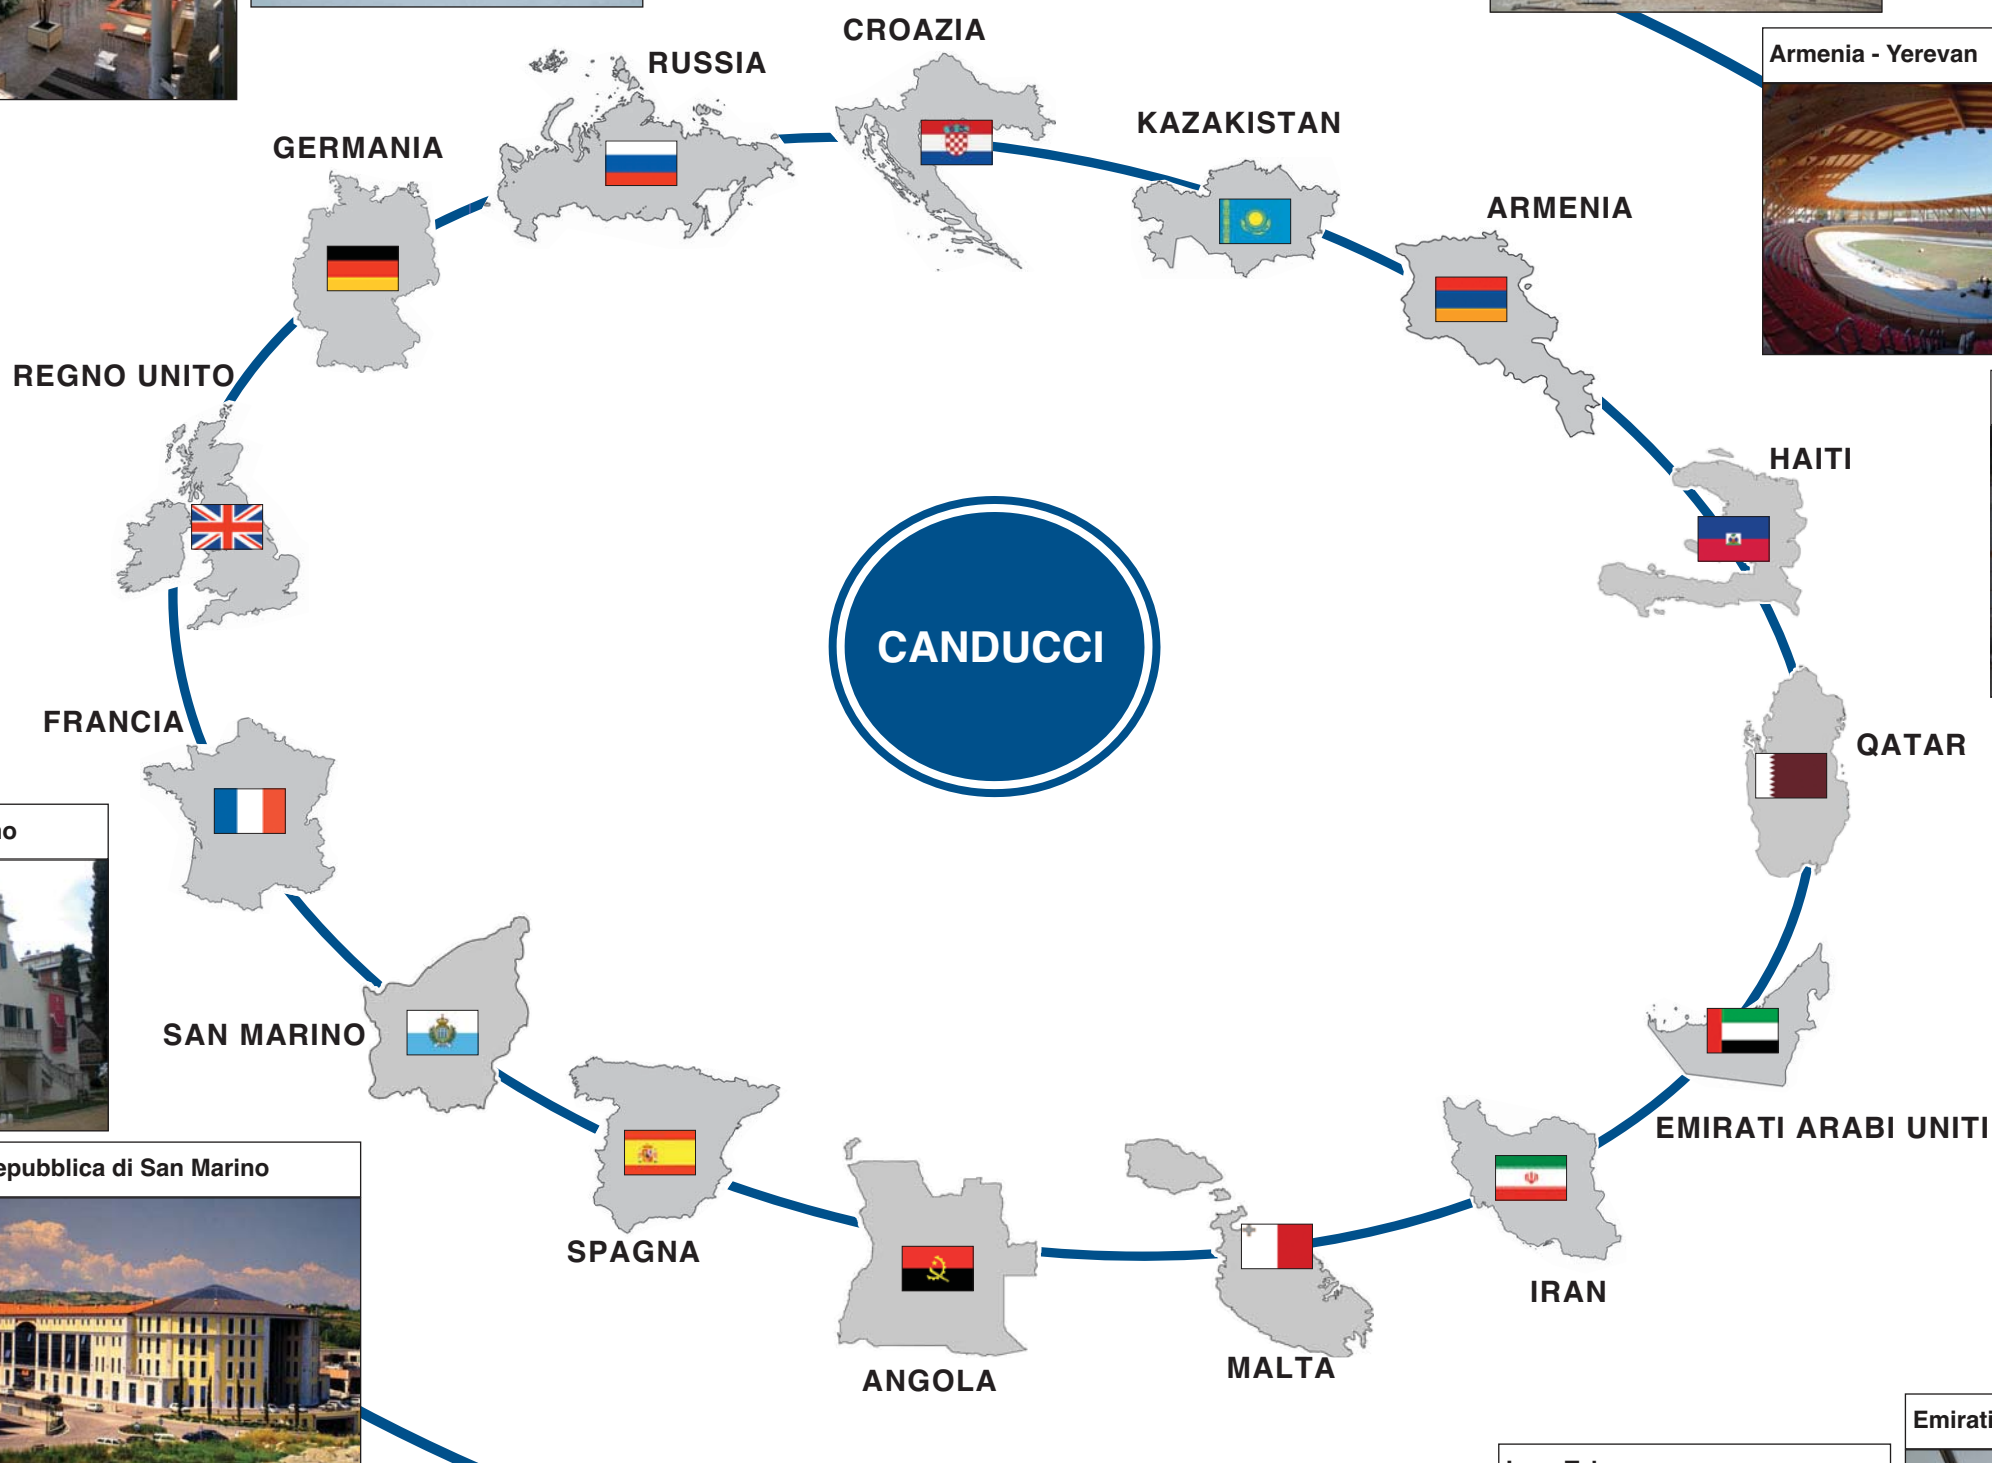 CROAZIA
RUSSIA
Armenia - Yerevan
KAZAKISTAN
GERMANIA
ARMENIA
REGNO UNITO
HAITI
CANDUCCI
FRANCIA
QATAR
SAN MARINO
EMIRATI ARABI UNITI
epubblica di San Marino
SPAGNA
IRAN
MALTA
ANGOLA
Emirati